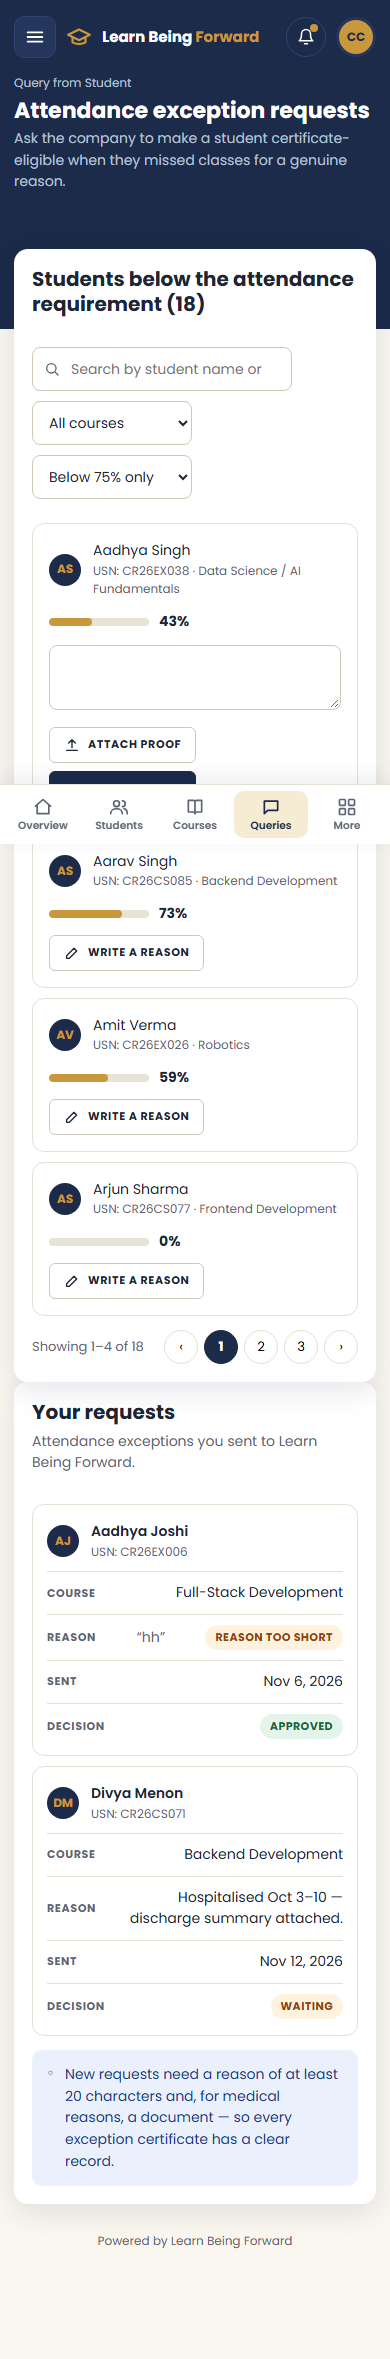 Learn Being Forward
CC
Query from Student
Attendance exception requests
Ask the company to make a student certificate-
eligible when they missed classes for a genuine
reason.
Students below the attendance
requirement (18)
Search by student name or
All courses
Below 75% only
AS
Aadhya Singh
USN: CR26EX038 · Data Science / AI
Fundamentals
43%
ATTACH PROOF
Overview
Students
Courses
Queries
More
AS
Aarav Singh
USN: CR26CS085 · Backend Development
73%
WRITE A REASON
AV
Amit Verma
USN: CR26EX026 · Robotics
59%
WRITE A REASON
AS
Arjun Sharma
USN: CR26CS077 · Frontend Development
0%
WRITE A REASON
Showing 1–4 of 18
‹ 1 2 3 ›
Your requests
Attendance exceptions you sent to Learn
Being Forward.
AJ
Aadhya Joshi
USN: CR26EX006
COURSE Full-Stack Development
REASON “hh” REASON TOO SHORT
SENT Nov 6, 2026
DECISION APPROVED
DM
Divya Menon
USN: CR26CS071
COURSE Backend Development
REASON Hospitalised Oct 3–10 —
discharge summary attached.
SENT Nov 12, 2026
DECISION WAITING
New requests need a reason of at least
20 characters and, for medical
reasons, a document — so every
exception certificate has a clear
record.
Powered by Learn Being Forward